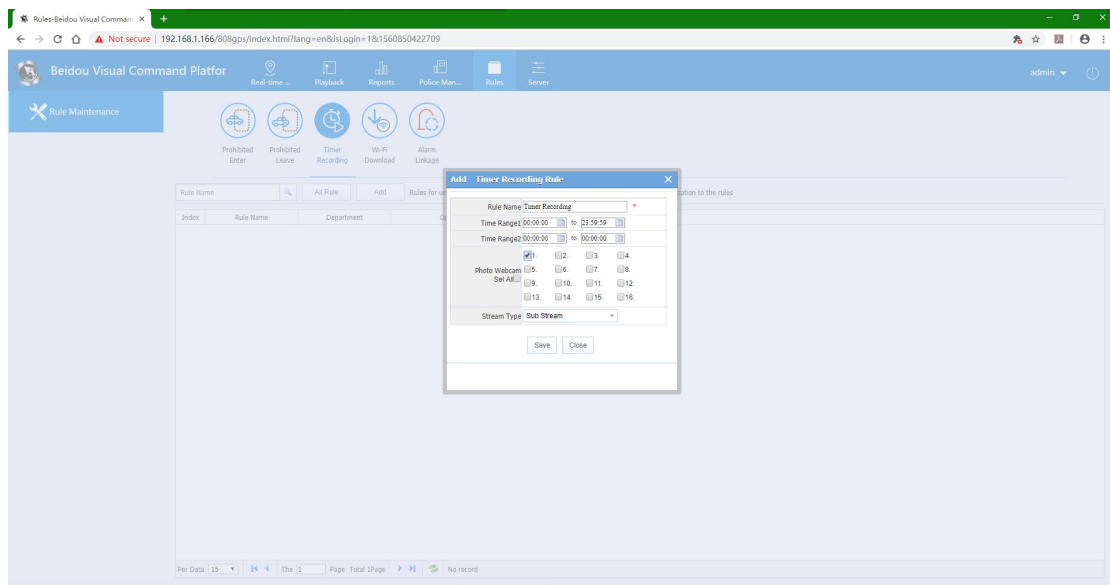 Rules-Beidou Visual Comman
Not secure | 192.168.1.166/808gps/index.html?lang=en&isLogin=1&1560850422709
Beidou Visual Command Platfor
Real-time ...
Playback
Reports
Police Man...
Rules
Server
admin
Rule Maintenance
Prohibited
Enter
Prohibited
Leave
Timer
Recording
Wi-Fi
Download
Alarm
Linkage
Rule Name
All Rule
Add
Rules for
to the rules
Index
Rule Name
Department
Add Timer Recording Rule
Rule Name Timer Recording *
Time Range1 00:00:00 to 23:59:59
Time Range2 00:00:00 to 00:00:00
Photo Webcam
Sel All
1. 2. 3. 4.
5. 6. 7. 8.
9. 10. 11. 12.
13. 14. 15. 16.
Stream Type Sub Stream
Save Close
Per Data 15 The 1 Page Total 1Page No record